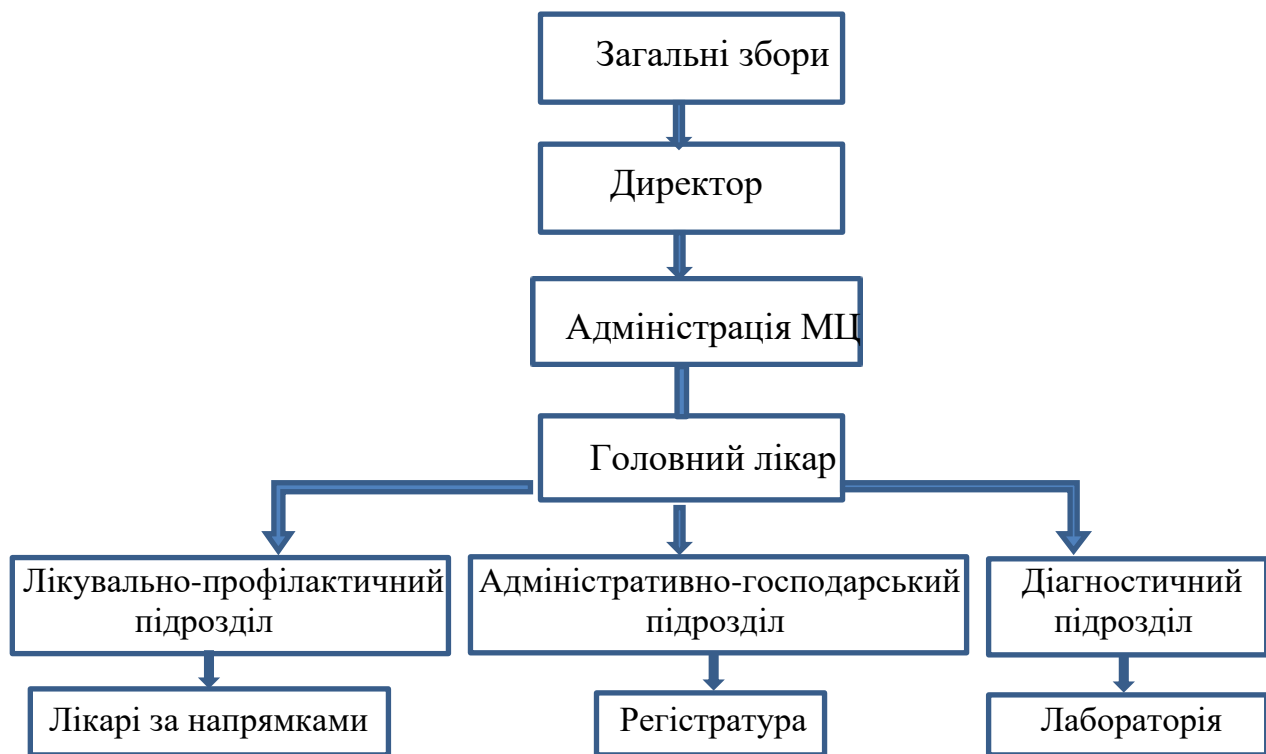 Загальні збори
Директор
Адміністрація МЦ
Головний лікар
Лікувально-профілактичний
підрозділ
Адміністративно-господарський
підрозділ
Діагностичний
підрозділ
Лікарі за напрямками
Регістратура
Лабораторія